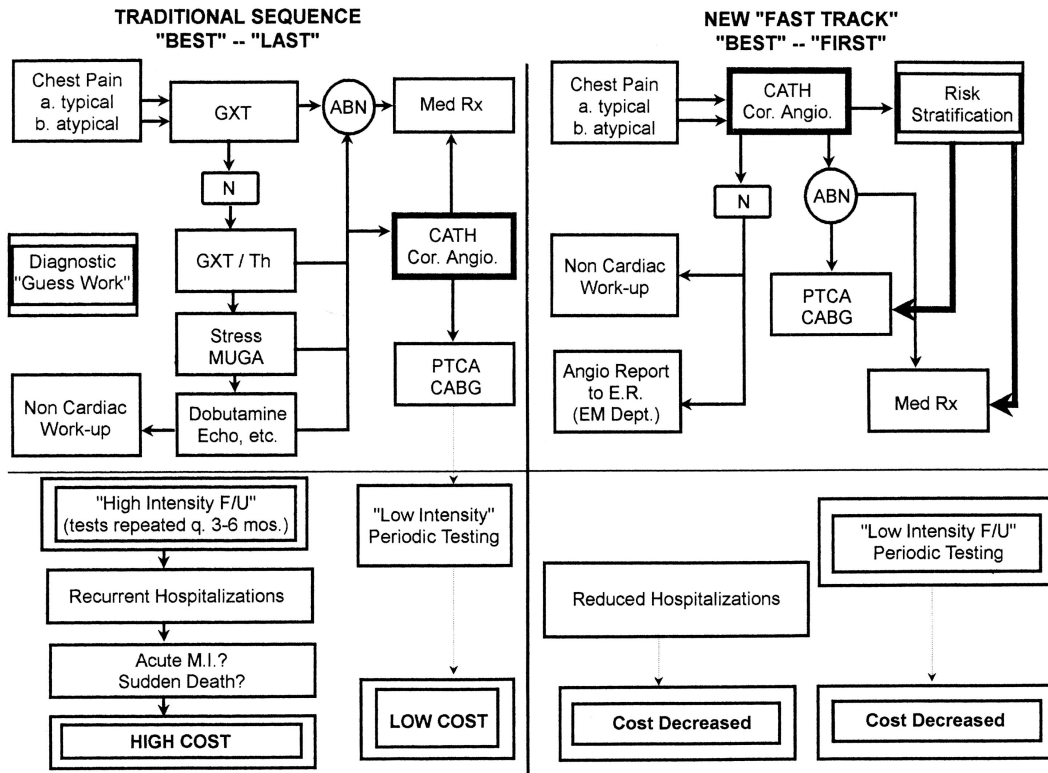 TRADITIONAL SEQUENCE
"BEST" -- "LAST"
Chest Pain
a. typical
b. atypical
GXT
ABN
Med Rx
N
GXT / Th
CATH
Cor. Angio.
Diagnostic
"Guess Work"
Stress
MUGA
PTCA
CABG
Non Cardiac
Work-up
Dobutamine
Echo, etc.
"High Intensity F/U"
(tests repeated q. 3-6 mos.)
"Low Intensity"
Periodic Testing
Recurrent Hospitalizations
Acute M.I.?
Sudden Death?
HIGH COST
LOW COST
NEW "FAST TRACK"
"BEST" -- "FIRST"
Chest Pain
a. typical
b. atypical
CATH
Cor. Angio.
Risk
Stratification
N
ABN
Non Cardiac
Work-up
PTCA
CABG
Angio Report
to E.R.
(EM Dept.)
Med Rx
"Low Intensity F/U"
Periodic Testing
Reduced Hospitalizations
Cost Decreased
Cost Decreased